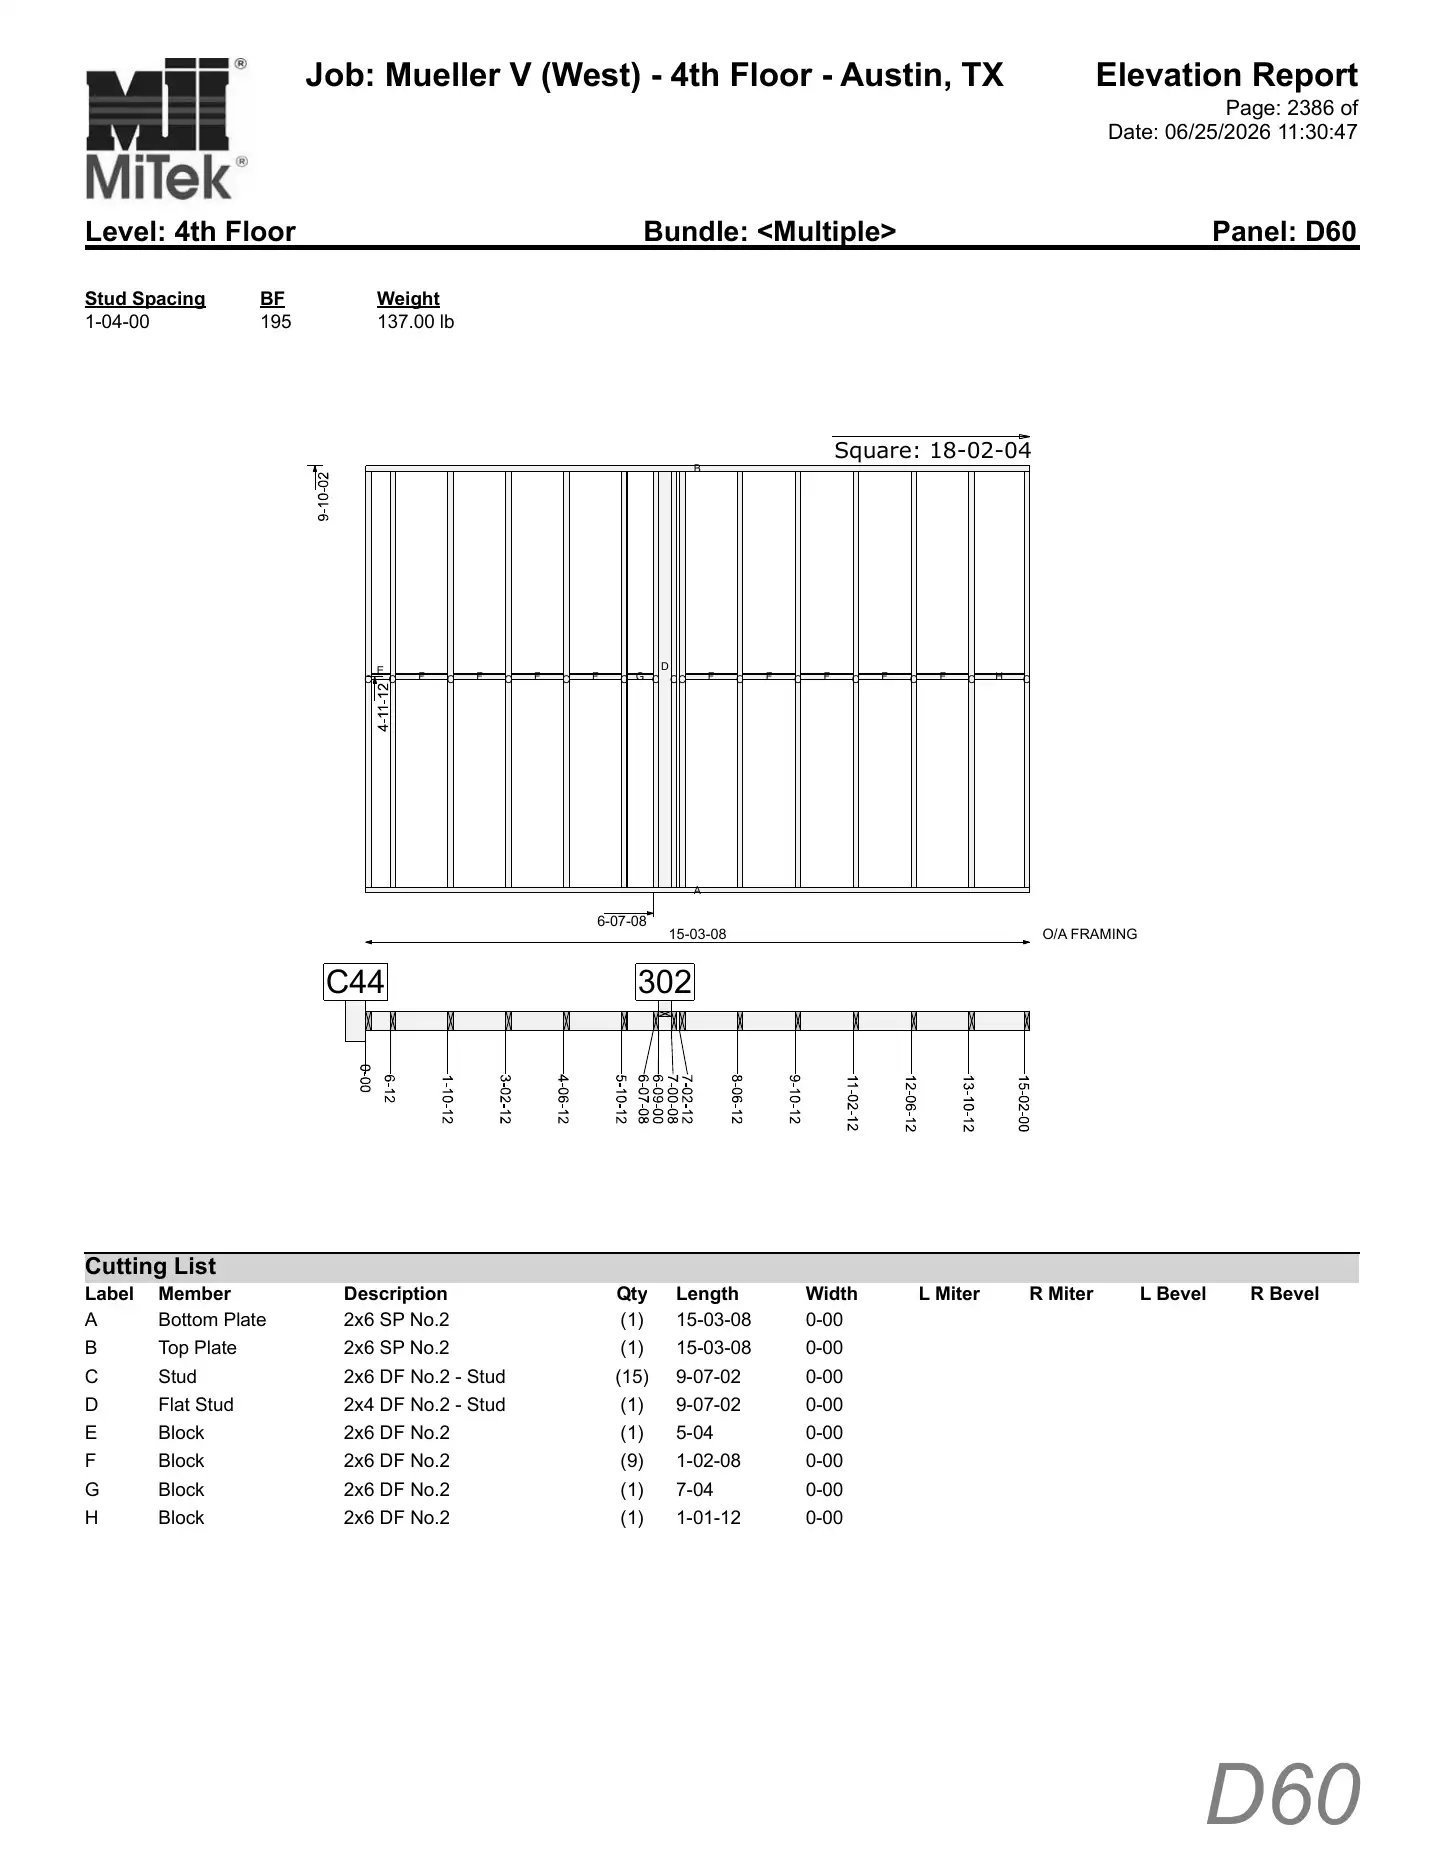 Job: Mueller V (West) - 4th Floor - Austin, TX
Elevation Report
Page: 2386 of
Date: 06/25/2026 11:30:47
MiTek®
Level: 4th Floor
Bundle: <Multiple>
Panel: D60
Stud Spacing BF Weight
1-04-00 195 137.00 lb
Square: 18-02-04
B
9-10-02
E
D
F F F F G F F F F F H
4-11-12
A
6-07-08
15-03-08
O/A FRAMING
C44
302
0-00
6-12
1-10-12
3-02-12
4-06-12
5-10-12
6-07-08
6-09-00
7-00-08
7-02-12
8-06-12
9-10-12
11-02-12
12-06-12
13-10-12
15-02-00
Cutting List
Label Member Description Qty Length Width L Miter R Miter L Bevel R Bevel
A Bottom Plate 2x6 SP No.2 (1) 15-03-08 0-00
B Top Plate 2x6 SP No.2 (1) 15-03-08 0-00
C Stud 2x6 DF No.2 - Stud (15) 9-07-02 0-00
D Flat Stud 2x4 DF No.2 - Stud (1) 9-07-02 0-00
E Block 2x6 DF No.2 (1) 5-04 0-00
F Block 2x6 DF No.2 (9) 1-02-08 0-00
G Block 2x6 DF No.2 (1) 7-04 0-00
H Block 2x6 DF No.2 (1) 1-01-12 0-00
D60